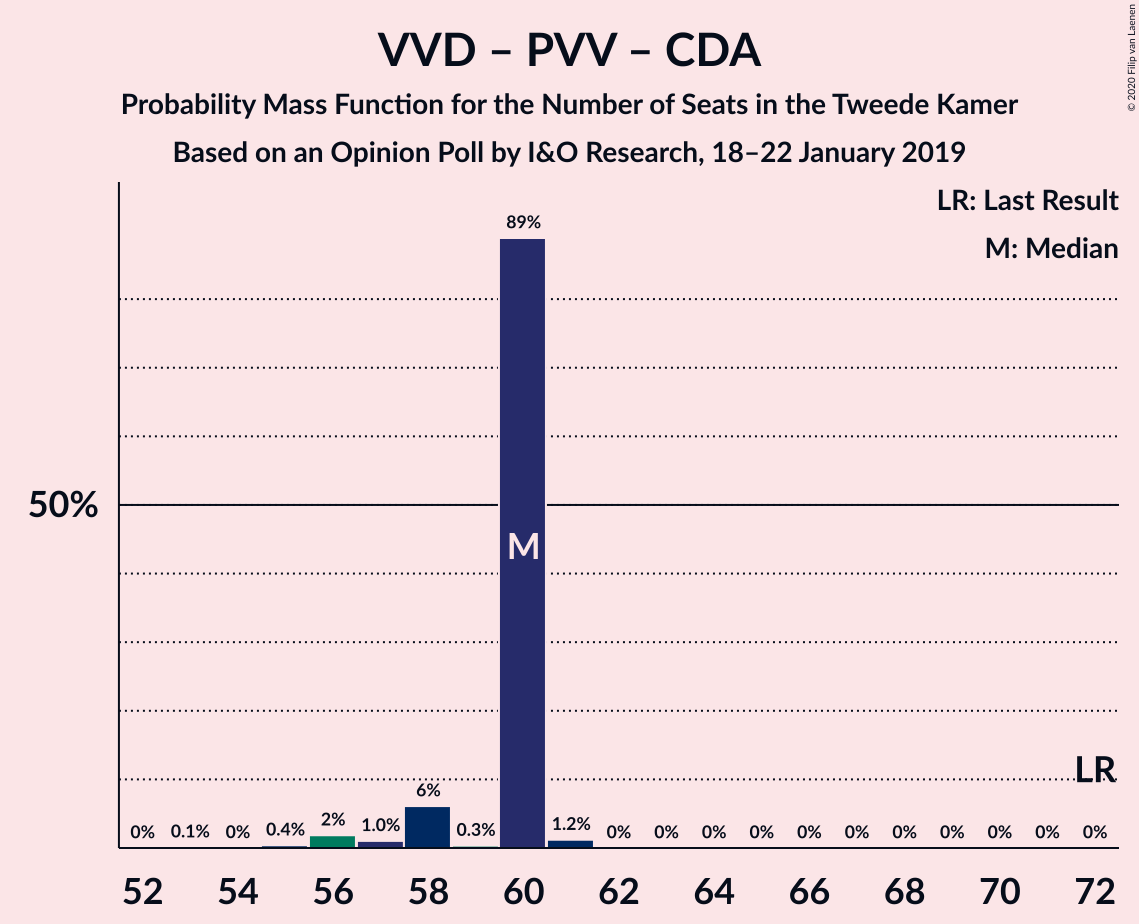 VVD – PVV – CDA
Probability Mass Function for the Number of Seats in the Tweede Kamer
Based on an Opinion Poll by I&O Research, 18–22 January 2019
© 2020 Filip van Laenen
LR: Last Result
M: Median
89%
50%
M
LR
0% 0.1% 0% 0.4% 2% 1.0% 6% 0.3% 1.2% 0% 0% 0% 0% 0% 0% 0% 0% 0% 0% 0%
52 54 56 58 60 62 64 66 68 70 72